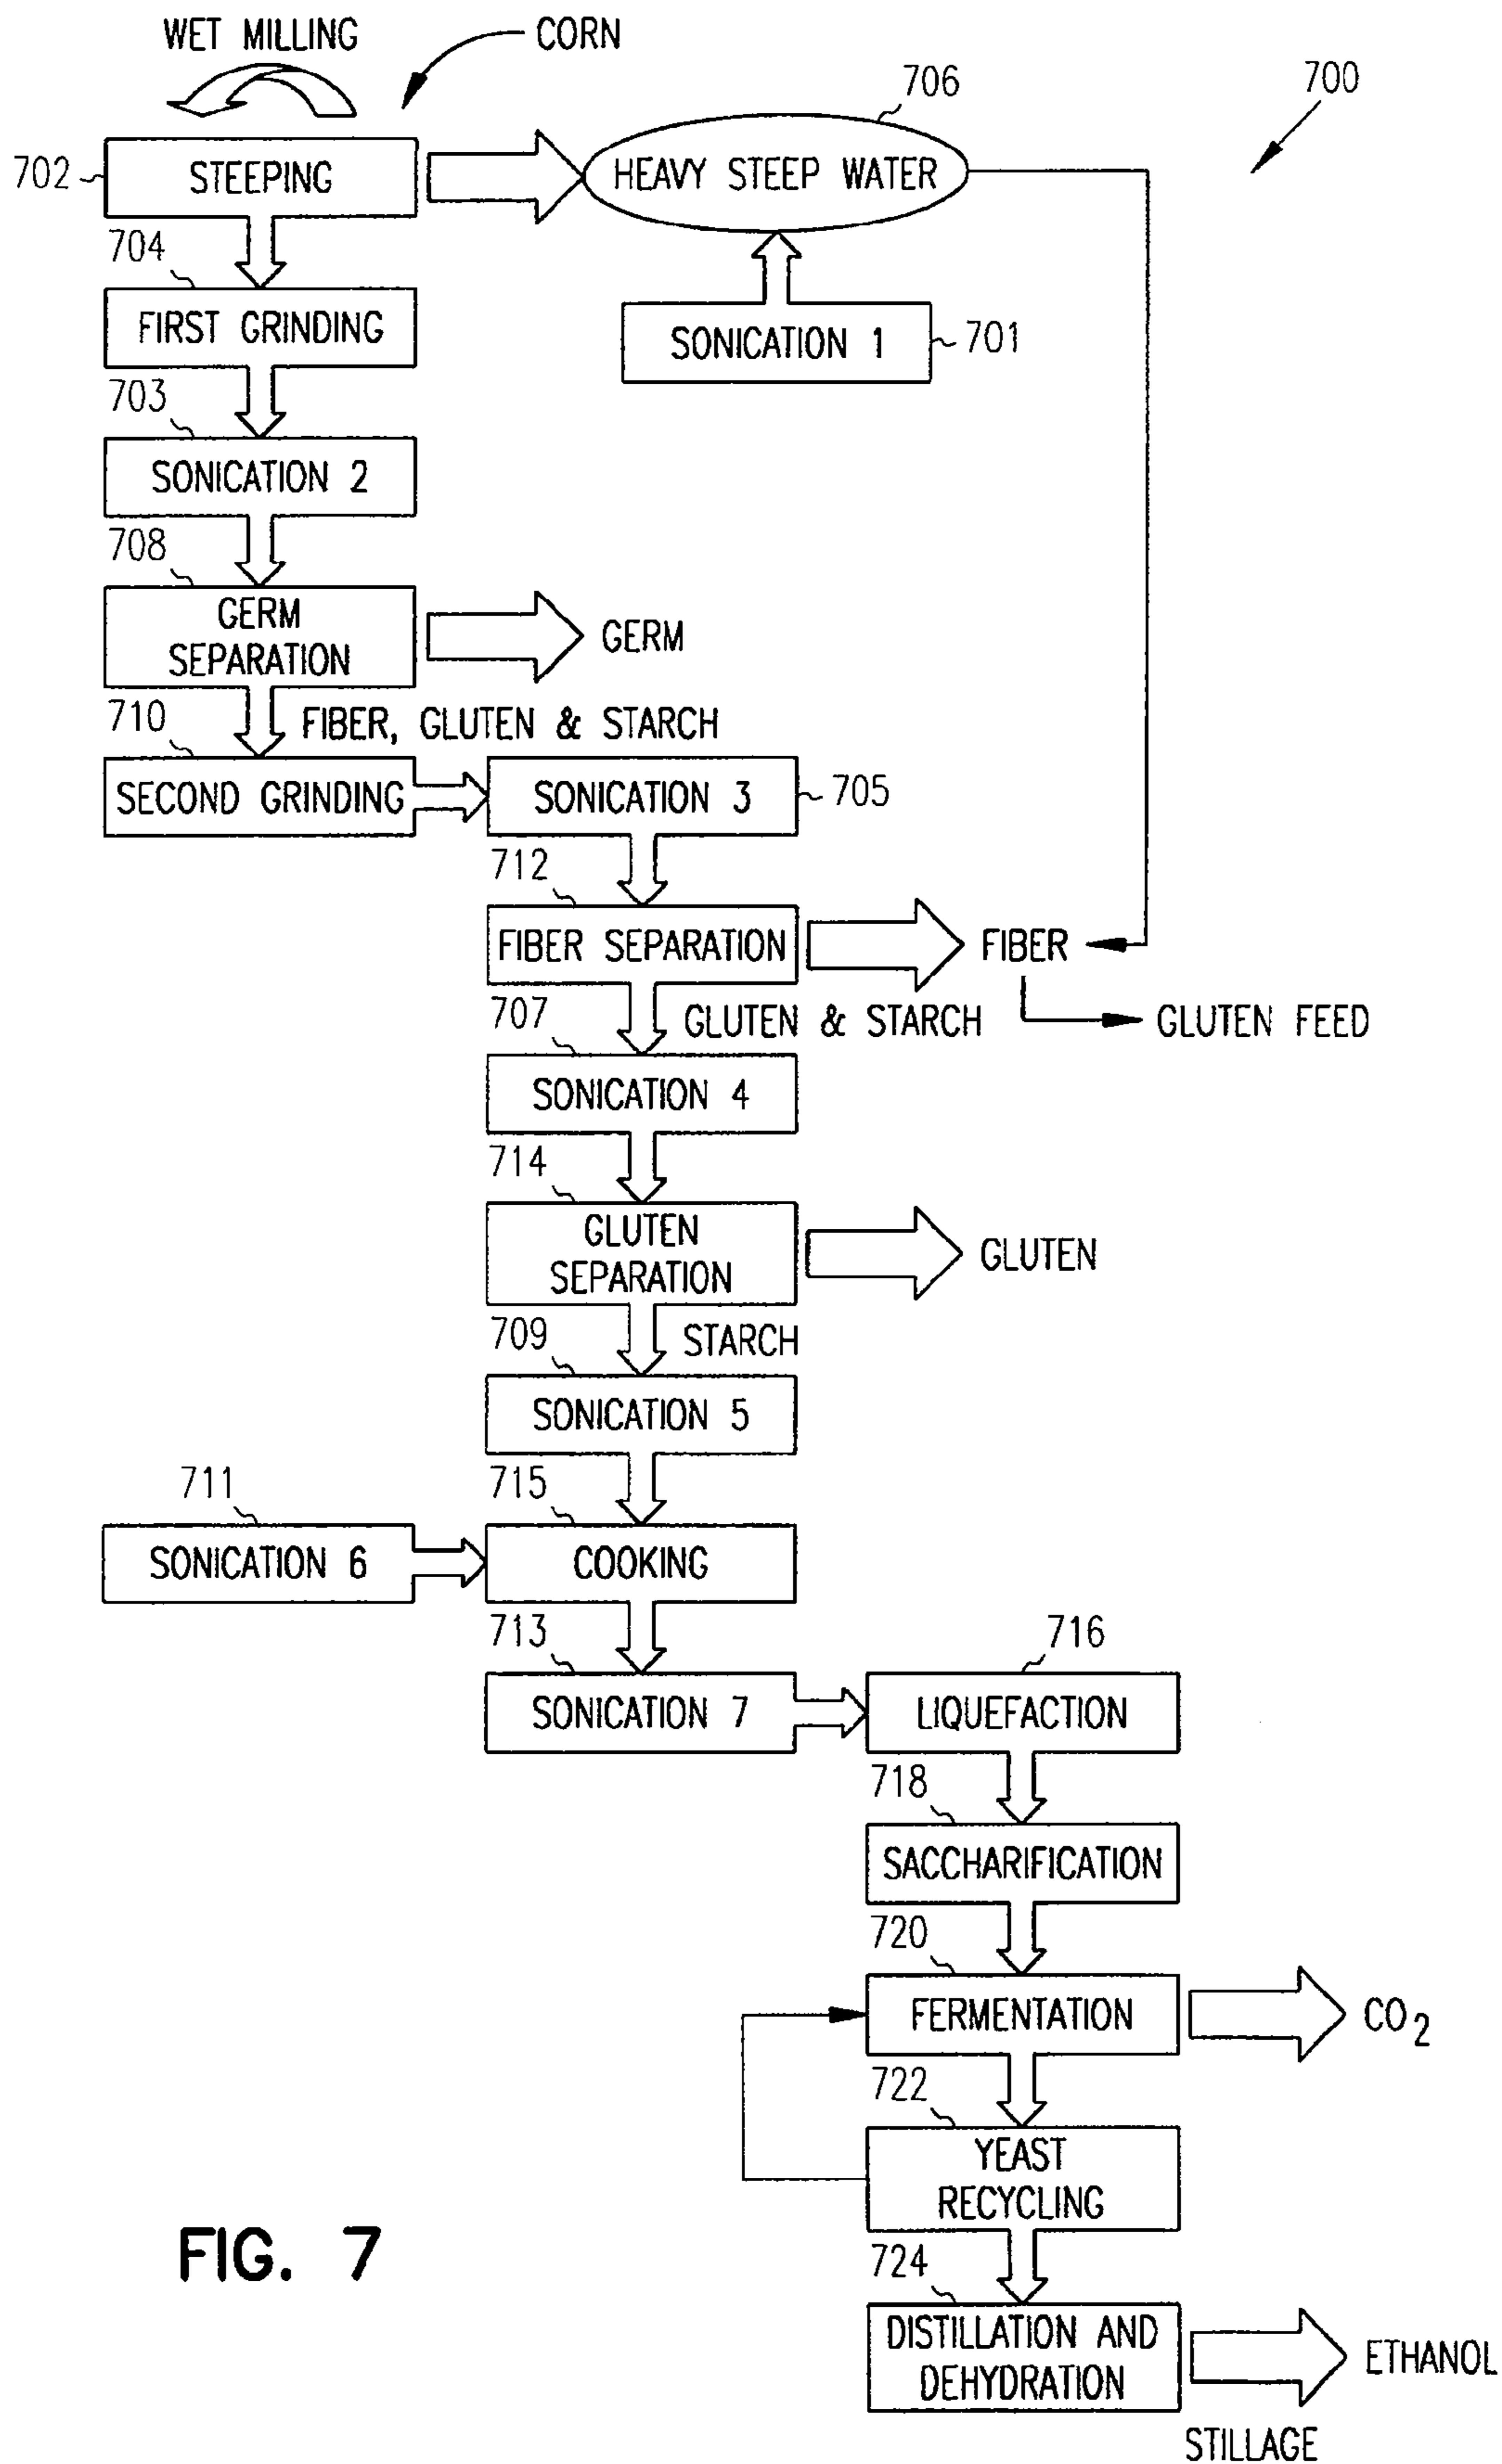 WET MILLING
CORN
706
700
702
STEEPING
HEAVY STEEP WATER
704
FIRST GRINDING
SONICATION 1
701
703
SONICATION 2
708
GERM
SEPARATION
GERM
710
FIBER, GLUTEN & STARCH
SECOND GRINDING
SONICATION 3
705
712
FIBER SEPARATION
FIBER
707
GLUTEN & STARCH
GLUTEN FEED
SONICATION 4
714
GLUTEN
SEPARATION
GLUTEN
709
STARCH
SONICATION 5
711
715
SONICATION 6
COOKING
713
716
SONICATION 7
LIQUEFACTION
718
SACCHARIFICATION
720
FERMENTATION
CO2
722
YEAST
RECYCLING
FIG. 7
724
DISTILLATION AND
DEHYDRATION
ETHANOL
STILLAGE